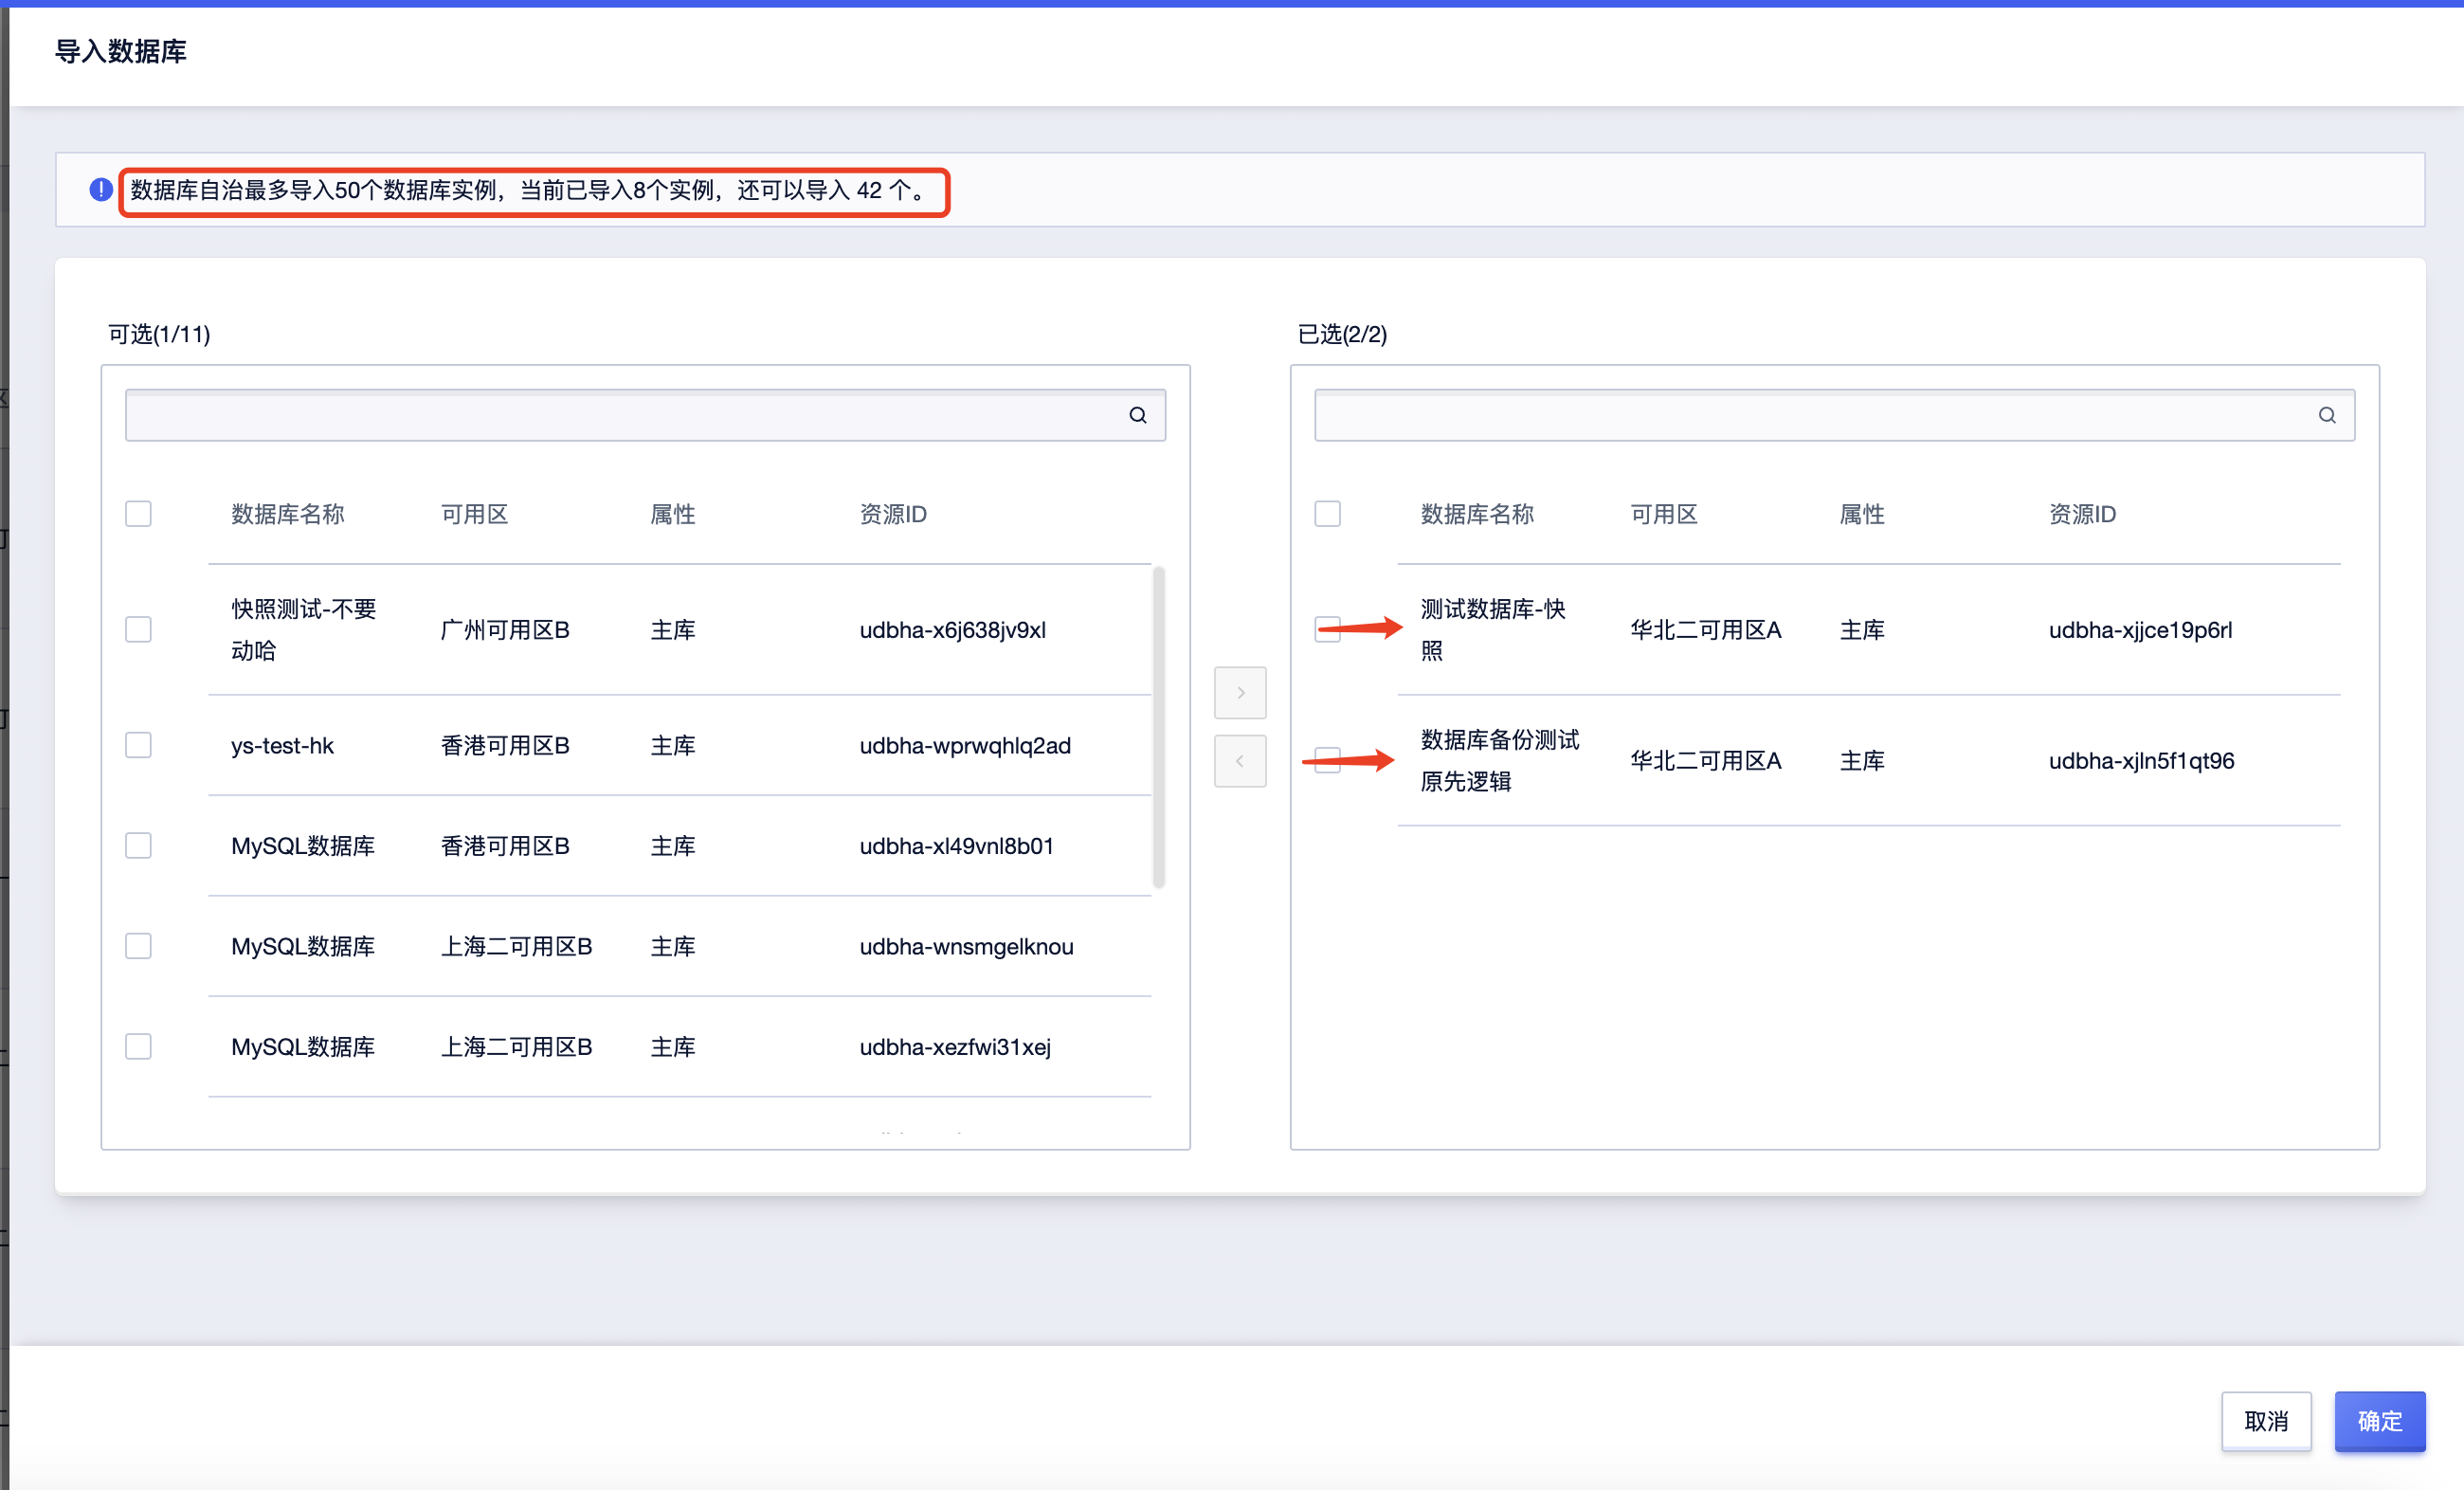 导入数据库
数据库自治最多导入50个数据库实例，当前已导入8个实例，还可以导入 42 个。
可选(1/11)
数据库名称 可用区 属性 资源ID
快照测试-不要
动哈
广州可用区B 主库 udbha-x6j638jv9xl
ys-test-hk 香港可用区B 主库 udbha-wprwqhlq2ad
MySQL数据库 香港可用区B 主库 udbha-xl49vnl8b01
MySQL数据库 上海二可用区B 主库 udbha-wnsmgelknou
MySQL数据库 上海二可用区B 主库 udbha-xezfwi31xej
已选(2/2)
数据库名称 可用区 属性 资源ID
测试数据库-快
照
华北二可用区A 主库 udbha-xjjce19p6rl
数据库备份测试
原先逻辑
华北二可用区A 主库 udbha-xjln5f1qt96
取消 确定